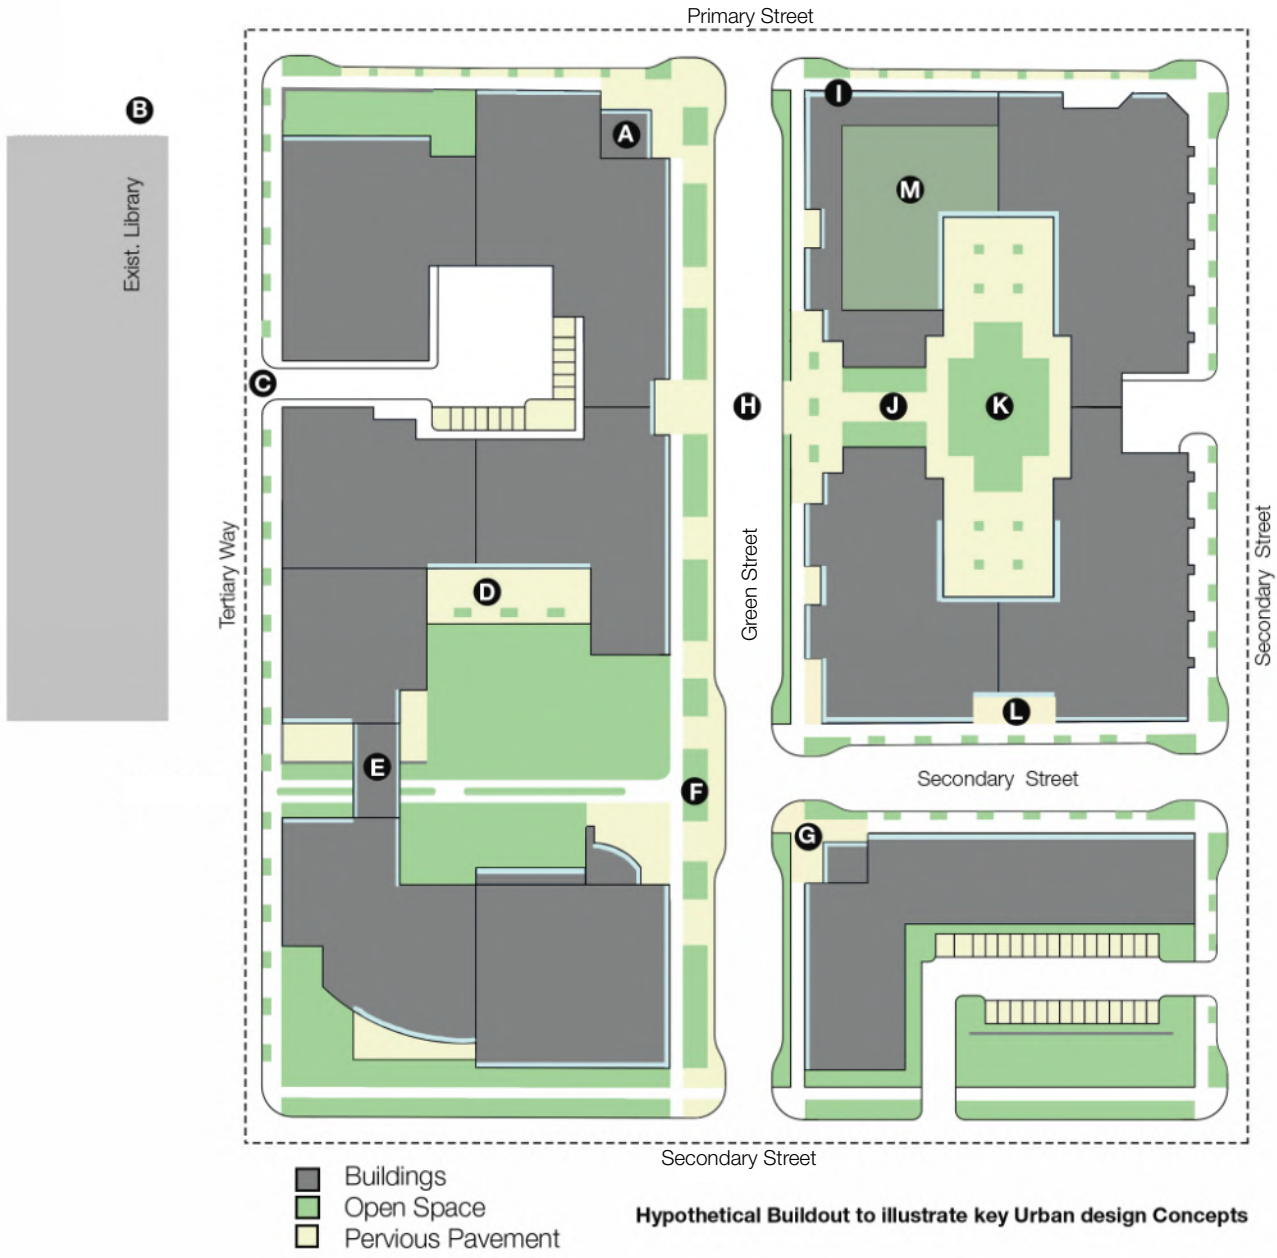 Primary Street
B
A
I
Exist. Library
M
C
H
J
K
Tertiary Way
Green Street
Secondary Street
D
L
E
Secondary Street
F
G
Secondary Street
Buildings
Open Space
Pervious Pavement
Hypothetical Buildout to illustrate key Urban design Concepts